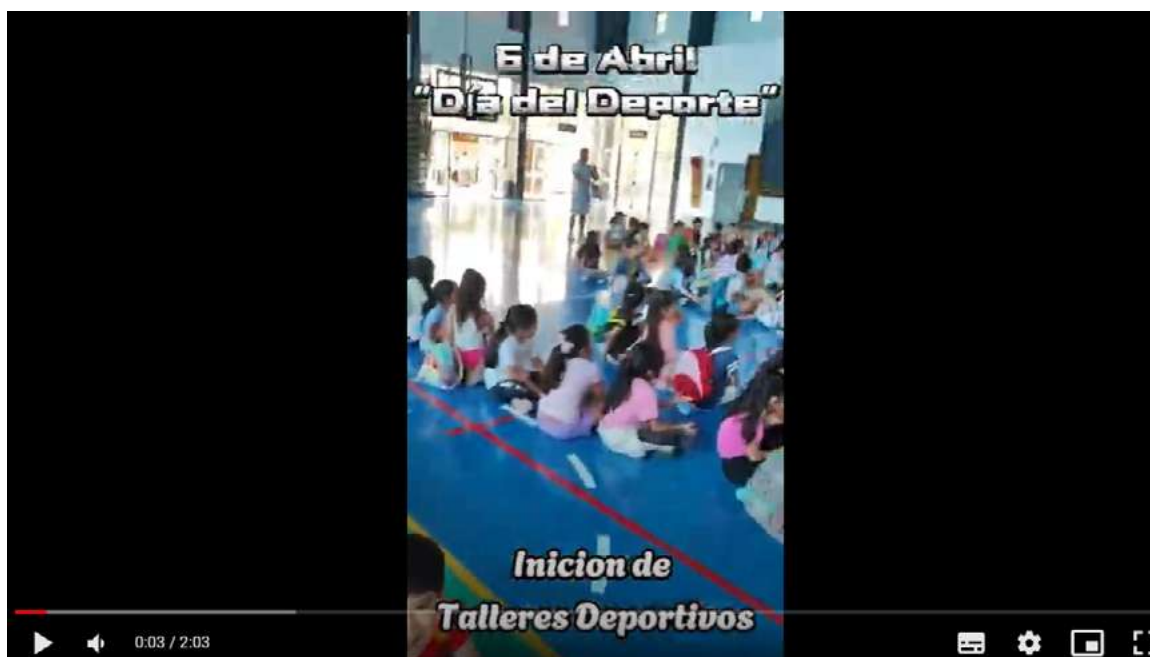 6 de Abril
"Día del Deporte"
Inicion de
Talleres Deportivos
0:03 / 2:03